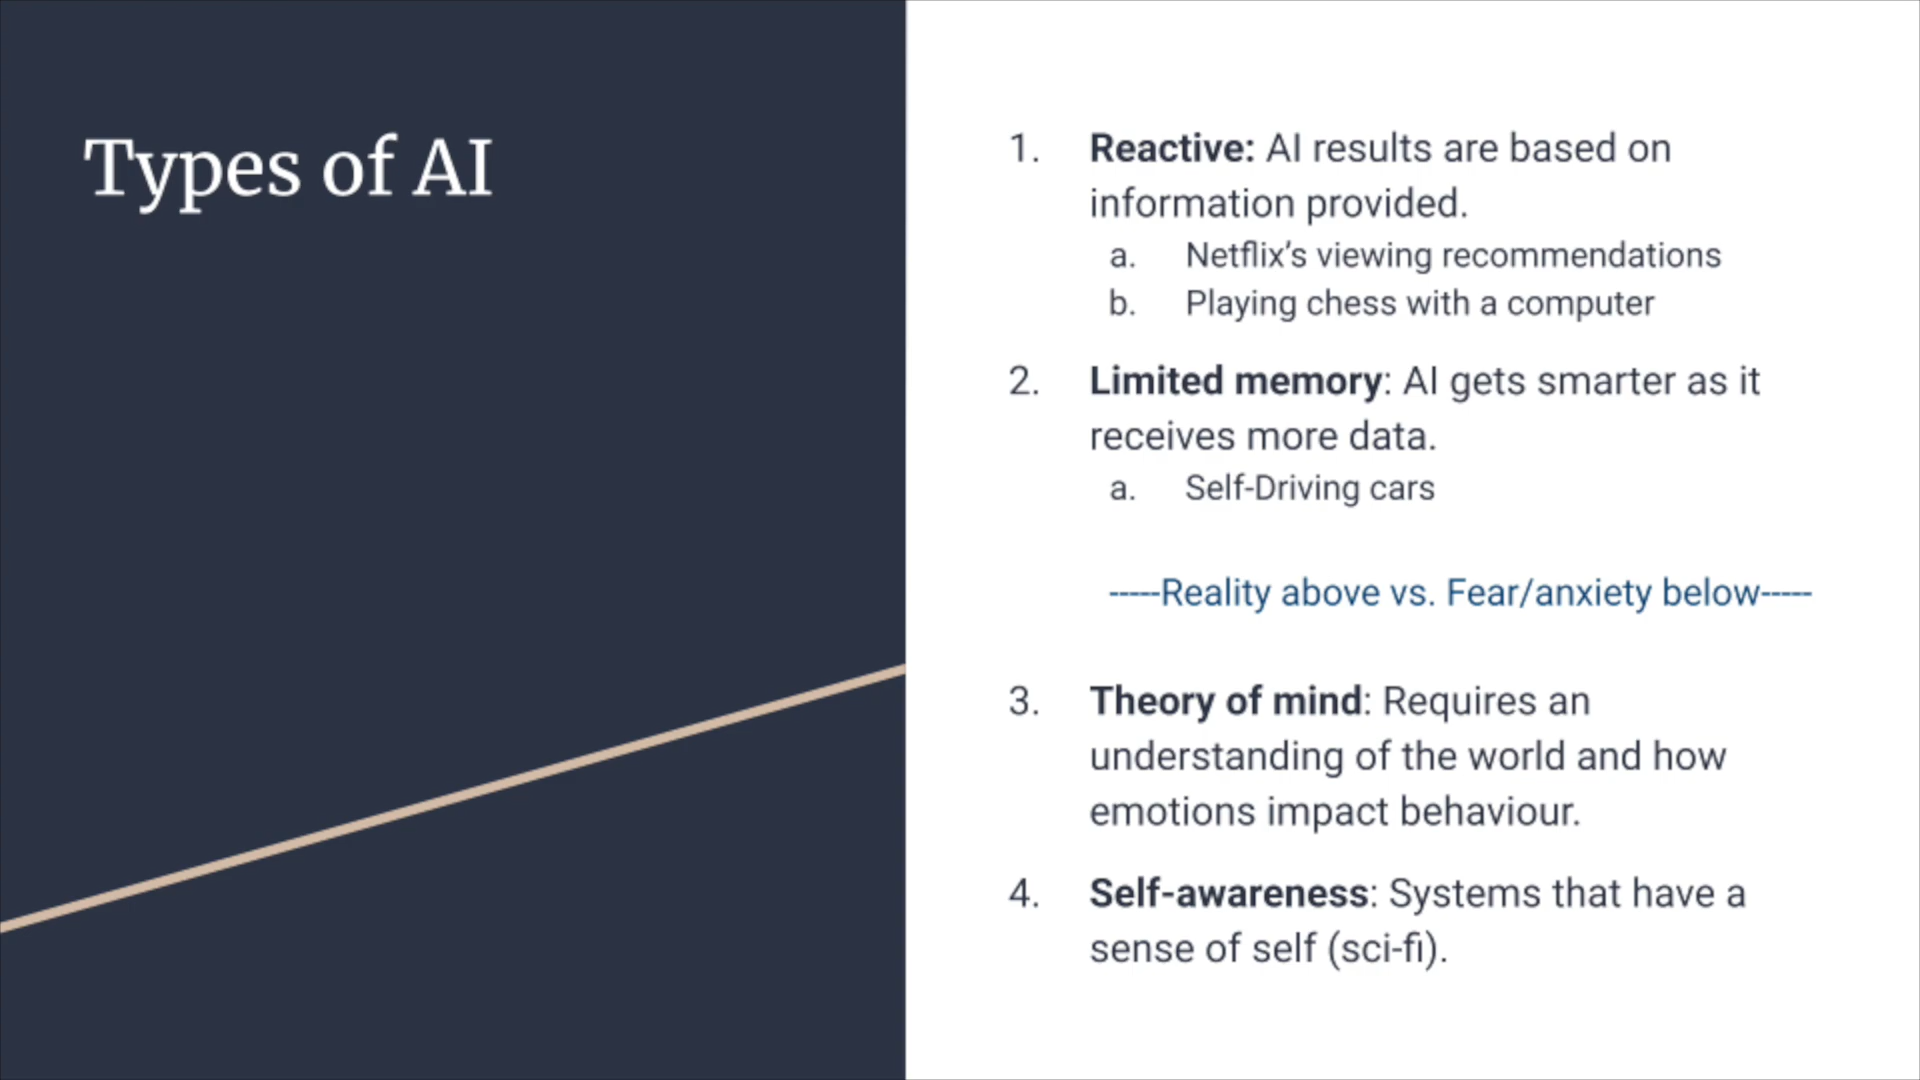 Types of AI
1. Reactive: AI results are based on
information provided.
a. Netflix’s viewing recommendations
b. Playing chess with a computer
2. Limited memory: AI gets smarter as it
receives more data.
a. Self-Driving cars
-----Reality above vs. Fear/anxiety below-----
3. Theory of mind: Requires an
understanding of the world and how
emotions impact behaviour.
4. Self-awareness: Systems that have a
sense of self (sci-fi).